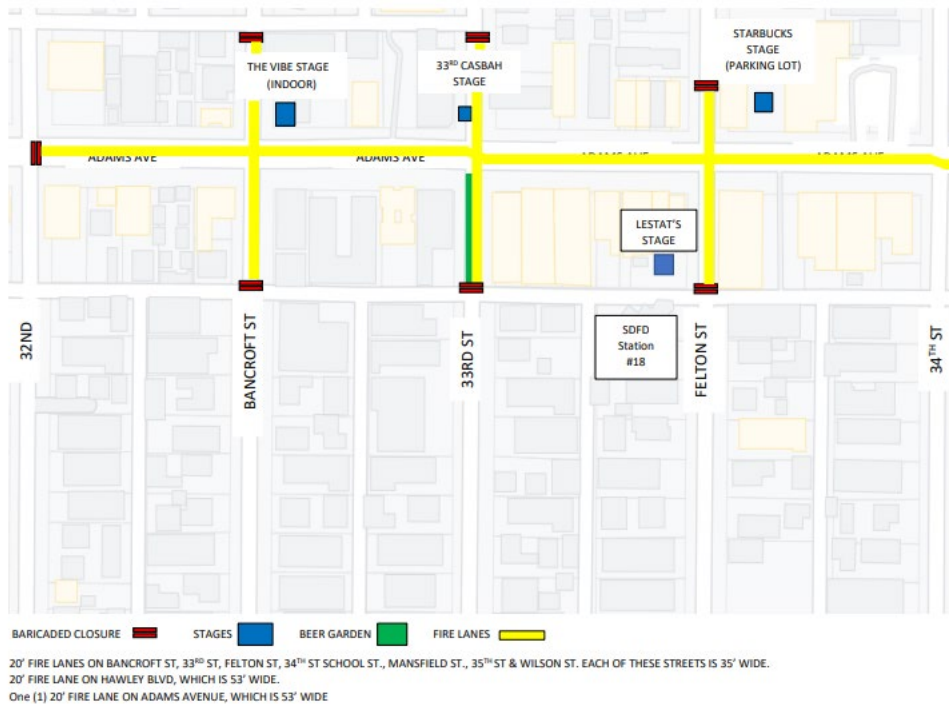 THE VIBE STAGE
(INDOOR)
33RD CASBAH
STAGE
STARBUCKS
STAGE
(PARKING LOT)
ADAMS AVE
ADAMS AVE
ADAMS AVE
ADAMS AVE
LESTAT'S
STAGE
SDFD
Station
#18
32ND
BANCROFT ST
33RD ST
FELTON ST
34TH ST
BARICADED CLOSURE STAGES BEER GARDEN FIRE LANES
20' FIRE LANES ON BANCROFT ST, 33RD ST, FELTON ST, 34TH ST SCHOOL ST., MANSFIELD ST., 35TH ST & WILSON ST. EACH OF THESE STREETS IS 35' WIDE.
20' FIRE LANE ON HAWLEY BLVD, WHICH IS 53' WIDE.
One (1) 20' FIRE LANE ON ADAMS AVENUE, WHICH IS 53' WIDE